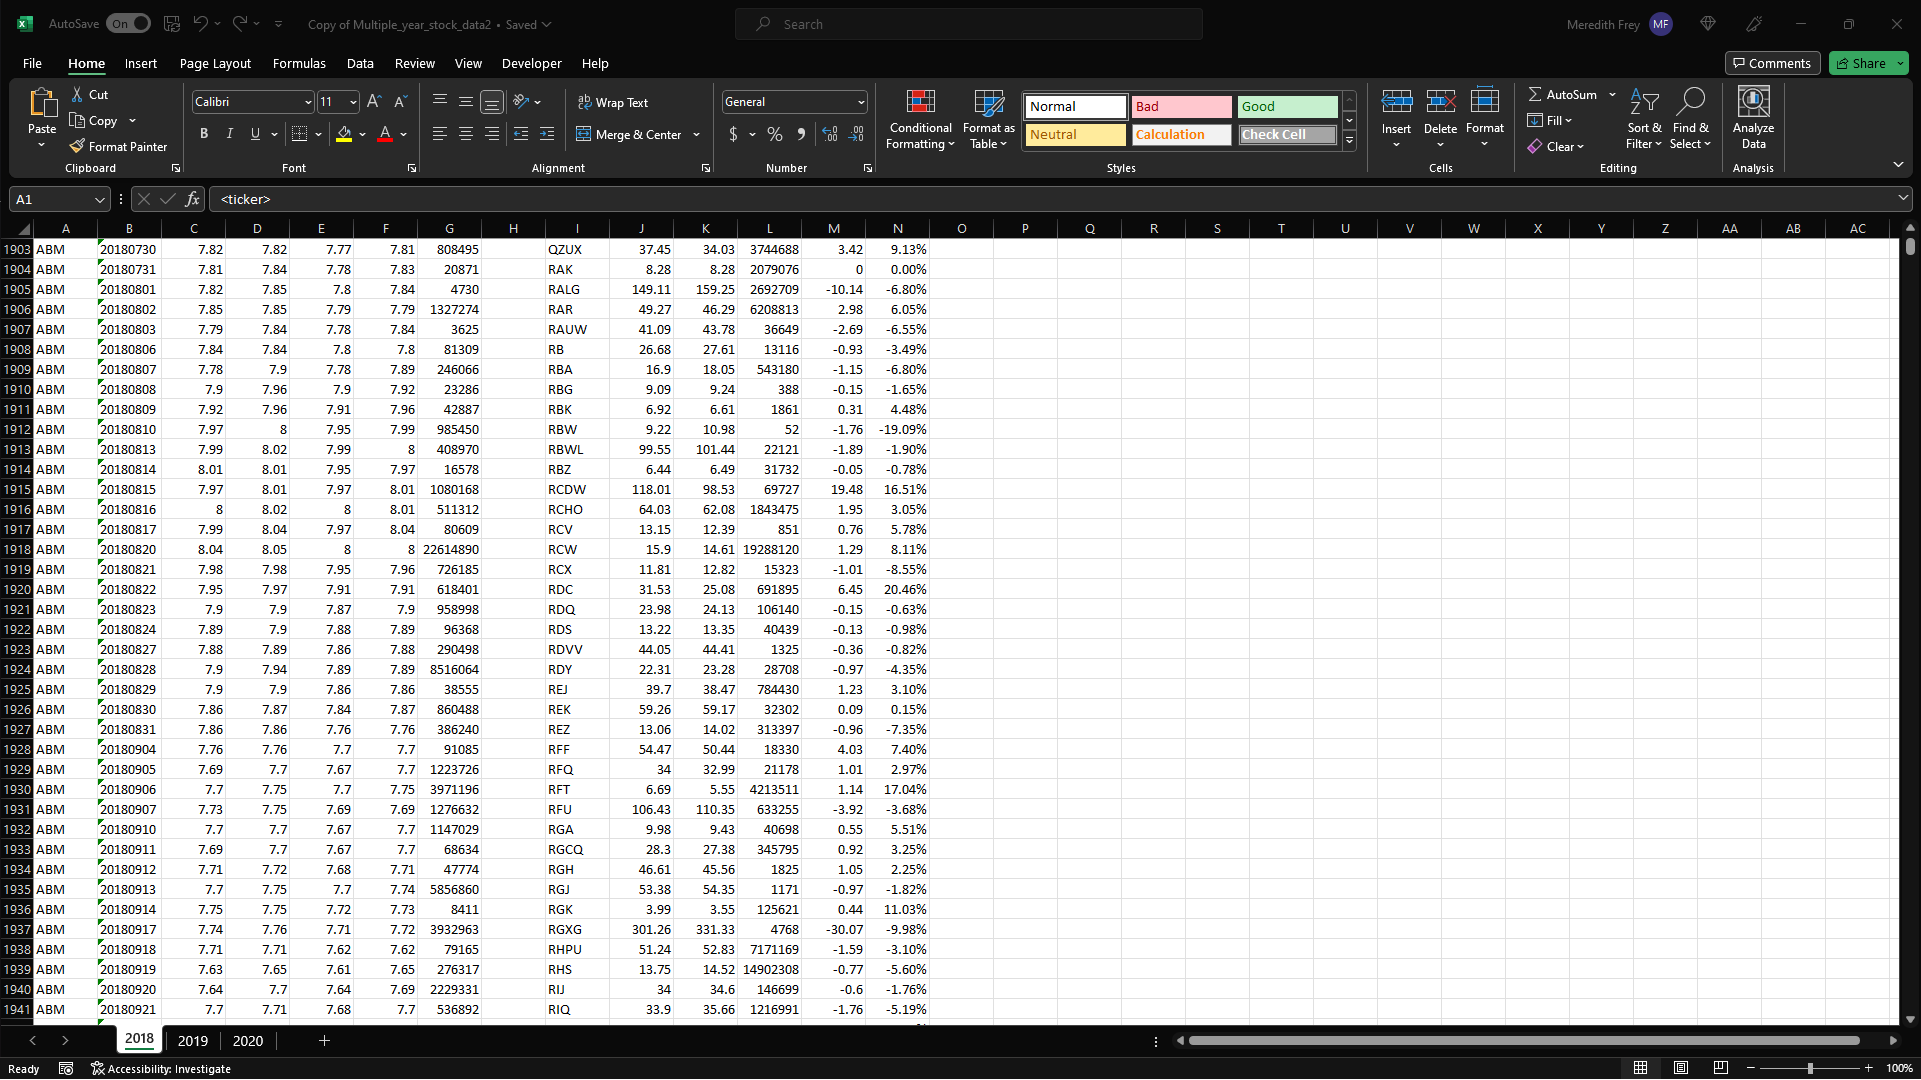 AutoSave On Copy of Multiple_year_stock_data2 • Saved Search Meredith Frey MF
File Home Insert Page Layout Formulas Data Review View Developer Help Comments Share
Paste Cut Copy Format Painter Clipboard
Calibri 11 A A B I U A Font
ab Wrap Text Merge & Center Alignment
General $ % , Number
Conditional Formatting Format as Table
Normal Bad Good
Neutral Calculation Check Cell
Styles
Insert Delete Format Cells
AutoSum Fill Clear Sort & Filter Find & Select Editing
Analyze Data Analysis
A1 fx <ticker>
A B C D E F G H I J K L M N O P Q R S T U V W X Y Z AA AB AC
1903 ABM 20180730 7.82 7.82 7.77 7.81 808495 QZUX 37.45 34.03 3744688 3.42 9.13%
1904 ABM 20180731 7.81 7.84 7.78 7.83 20871 RAK 8.28 8.28 2079076 0 0.00%
1905 ABM 20180801 7.82 7.85 7.8 7.84 4730 RALG 149.11 159.25 2692709 -10.14 -6.80%
1906 ABM 20180802 7.85 7.85 7.79 7.79 1327274 RAR 49.27 46.29 6208813 2.98 6.05%
1907 ABM 20180803 7.79 7.84 7.78 7.84 3625 RAUW 41.09 43.78 36649 -2.69 -6.55%
1908 ABM 20180806 7.84 7.84 7.8 7.8 81309 RB 26.68 27.61 13116 -0.93 -3.49%
1909 ABM 20180807 7.78 7.9 7.78 7.89 246066 RBA 16.9 18.05 543180 -1.15 -6.80%
1910 ABM 20180808 7.9 7.96 7.9 7.92 23286 RBG 9.09 9.24 388 -0.15 -1.65%
1911 ABM 20180809 7.92 7.96 7.91 7.96 42887 RBK 6.92 6.61 1861 0.31 4.48%
1912 ABM 20180810 7.97 8 7.95 7.99 985450 RBW 9.22 10.98 52 -1.76 -19.09%
1913 ABM 20180813 7.99 8.02 7.99 8 408970 RBWL 99.55 101.44 22121 -1.89 -1.90%
1914 ABM 20180814 8.01 8.01 7.95 7.97 16578 RBZ 6.44 6.49 31732 -0.05 -0.78%
1915 ABM 20180815 7.97 8.01 7.97 8.01 1080168 RCDW 118.01 98.53 69727 19.48 16.51%
1916 ABM 20180816 8 8.02 8 8.01 511312 RCHO 64.03 62.08 1843475 1.95 3.05%
1917 ABM 20180817 7.99 8.04 7.97 8.04 80609 RCV 13.15 12.39 851 0.76 5.78%
1918 ABM 20180820 8.04 8.05 8 8 22614890 RCW 15.9 14.61 19288120 1.29 8.11%
1919 ABM 20180821 7.98 7.98 7.95 7.96 726185 RCX 11.81 12.82 15323 -1.01 -8.55%
1920 ABM 20180822 7.95 7.97 7.91 7.91 618401 RDC 31.53 25.08 691895 6.45 20.46%
1921 ABM 20180823 7.9 7.9 7.87 7.9 958998 RDQ 23.98 24.13 106140 -0.15 -0.63%
1922 ABM 20180824 7.89 7.9 7.88 7.89 96368 RDS 13.22 13.35 40439 -0.13 -0.98%
1923 ABM 20180827 7.88 7.89 7.86 7.88 290498 RDVV 44.05 44.41 1325 -0.36 -0.82%
1924 ABM 20180828 7.9 7.94 7.89 7.89 8516064 RDY 22.31 23.28 28708 -0.97 -4.35%
1925 ABM 20180829 7.9 7.9 7.86 7.86 38555 REJ 39.7 38.47 784430 1.23 3.10%
1926 ABM 20180830 7.86 7.87 7.84 7.87 860488 REK 59.26 59.17 32302 0.09 0.15%
1927 ABM 20180831 7.86 7.86 7.76 7.76 386240 REZ 13.06 14.02 313397 -0.96 -7.35%
1928 ABM 20180904 7.76 7.76 7.7 7.7 91085 RFF 54.47 50.44 18330 4.03 7.40%
1929 ABM 20180905 7.69 7.7 7.67 7.7 1223726 RFQ 34 32.99 21178 1.01 2.97%
1930 ABM 20180906 7.7 7.75 7.7 7.75 3971196 RFT 6.69 5.55 4213511 1.14 17.04%
1931 ABM 20180907 7.73 7.75 7.69 7.69 1276632 RFU 106.43 110.35 633255 -3.92 -3.68%
1932 ABM 20180910 7.7 7.7 7.67 7.7 1147029 RGA 9.98 9.43 40698 0.55 5.51%
1933 ABM 20180911 7.69 7.7 7.67 7.7 68634 RGCQ 28.3 27.38 345795 0.92 3.25%
1934 ABM 20180912 7.71 7.72 7.68 7.71 47774 RGH 46.61 45.56 1825 1.05 2.25%
1935 ABM 20180913 7.7 7.75 7.7 7.74 5856860 RGJ 53.38 54.35 1171 -0.97 -1.82%
1936 ABM 20180914 7.75 7.75 7.72 7.73 8411 RGK 3.99 3.55 125621 0.44 11.03%
1937 ABM 20180917 7.74 7.76 7.71 7.72 3932963 RGXG 301.26 331.33 4768 -30.07 -9.98%
1938 ABM 20180918 7.71 7.71 7.62 7.62 79165 RHPU 51.24 52.83 7171169 -1.59 -3.10%
1939 ABM 20180919 7.63 7.65 7.61 7.65 276317 RHS 13.75 14.52 14902308 -0.77 -5.60%
1940 ABM 20180920 7.64 7.7 7.64 7.69 2229331 RIJ 34 34.6 146699 -0.6 -1.76%
1941 ABM 20180921 7.7 7.71 7.68 7.7 536892 RIQ 33.9 35.66 1216991 -1.76 -5.19%
2018 2019 2020 +
Ready Accessibility: Investigate 100%